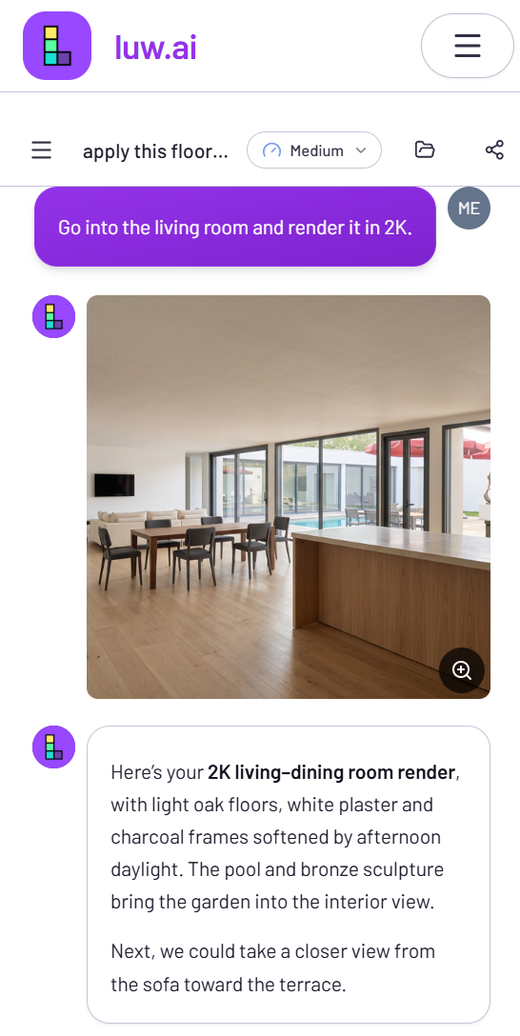 luw.ai
apply this floor...
Medium
Go into the living room and render it in 2K.
ME
Here's your 2K living–dining room render,
with light oak floors, white plaster and
charcoal frames softened by afternoon
daylight. The pool and bronze sculpture
bring the garden into the interior view.
Next, we could take a closer view from
the sofa toward the terrace.